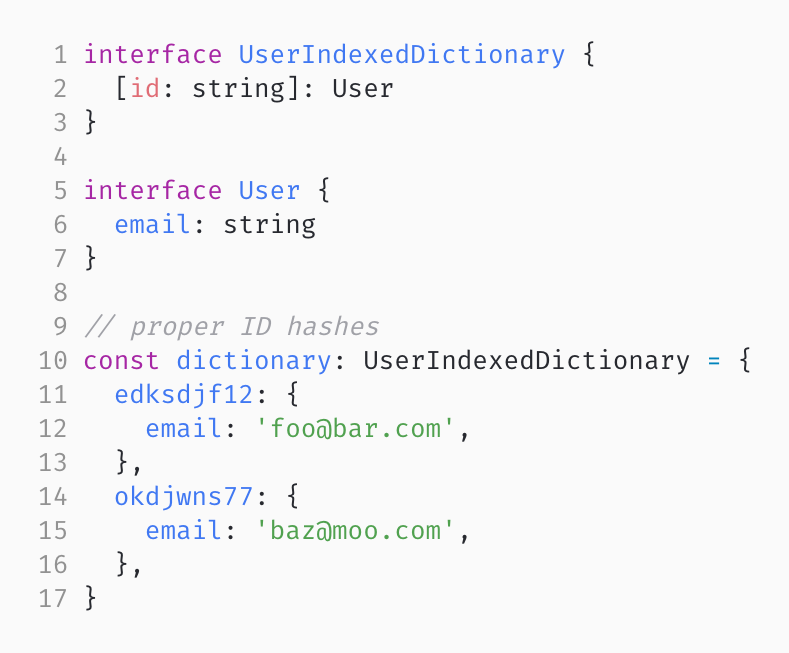 1 interface UserIndexedDictionary {
2   [id: string]: User
3 }
4
5 interface User {
6   email: string
7 }
8
9 // proper ID hashes
10 const dictionary: UserIndexedDictionary = {
11   edksdjf12: {
12     email: 'foo@bar.com',
13   },
14   okdjwns77: {
15     email: 'baz@moo.com',
16   },
17 }